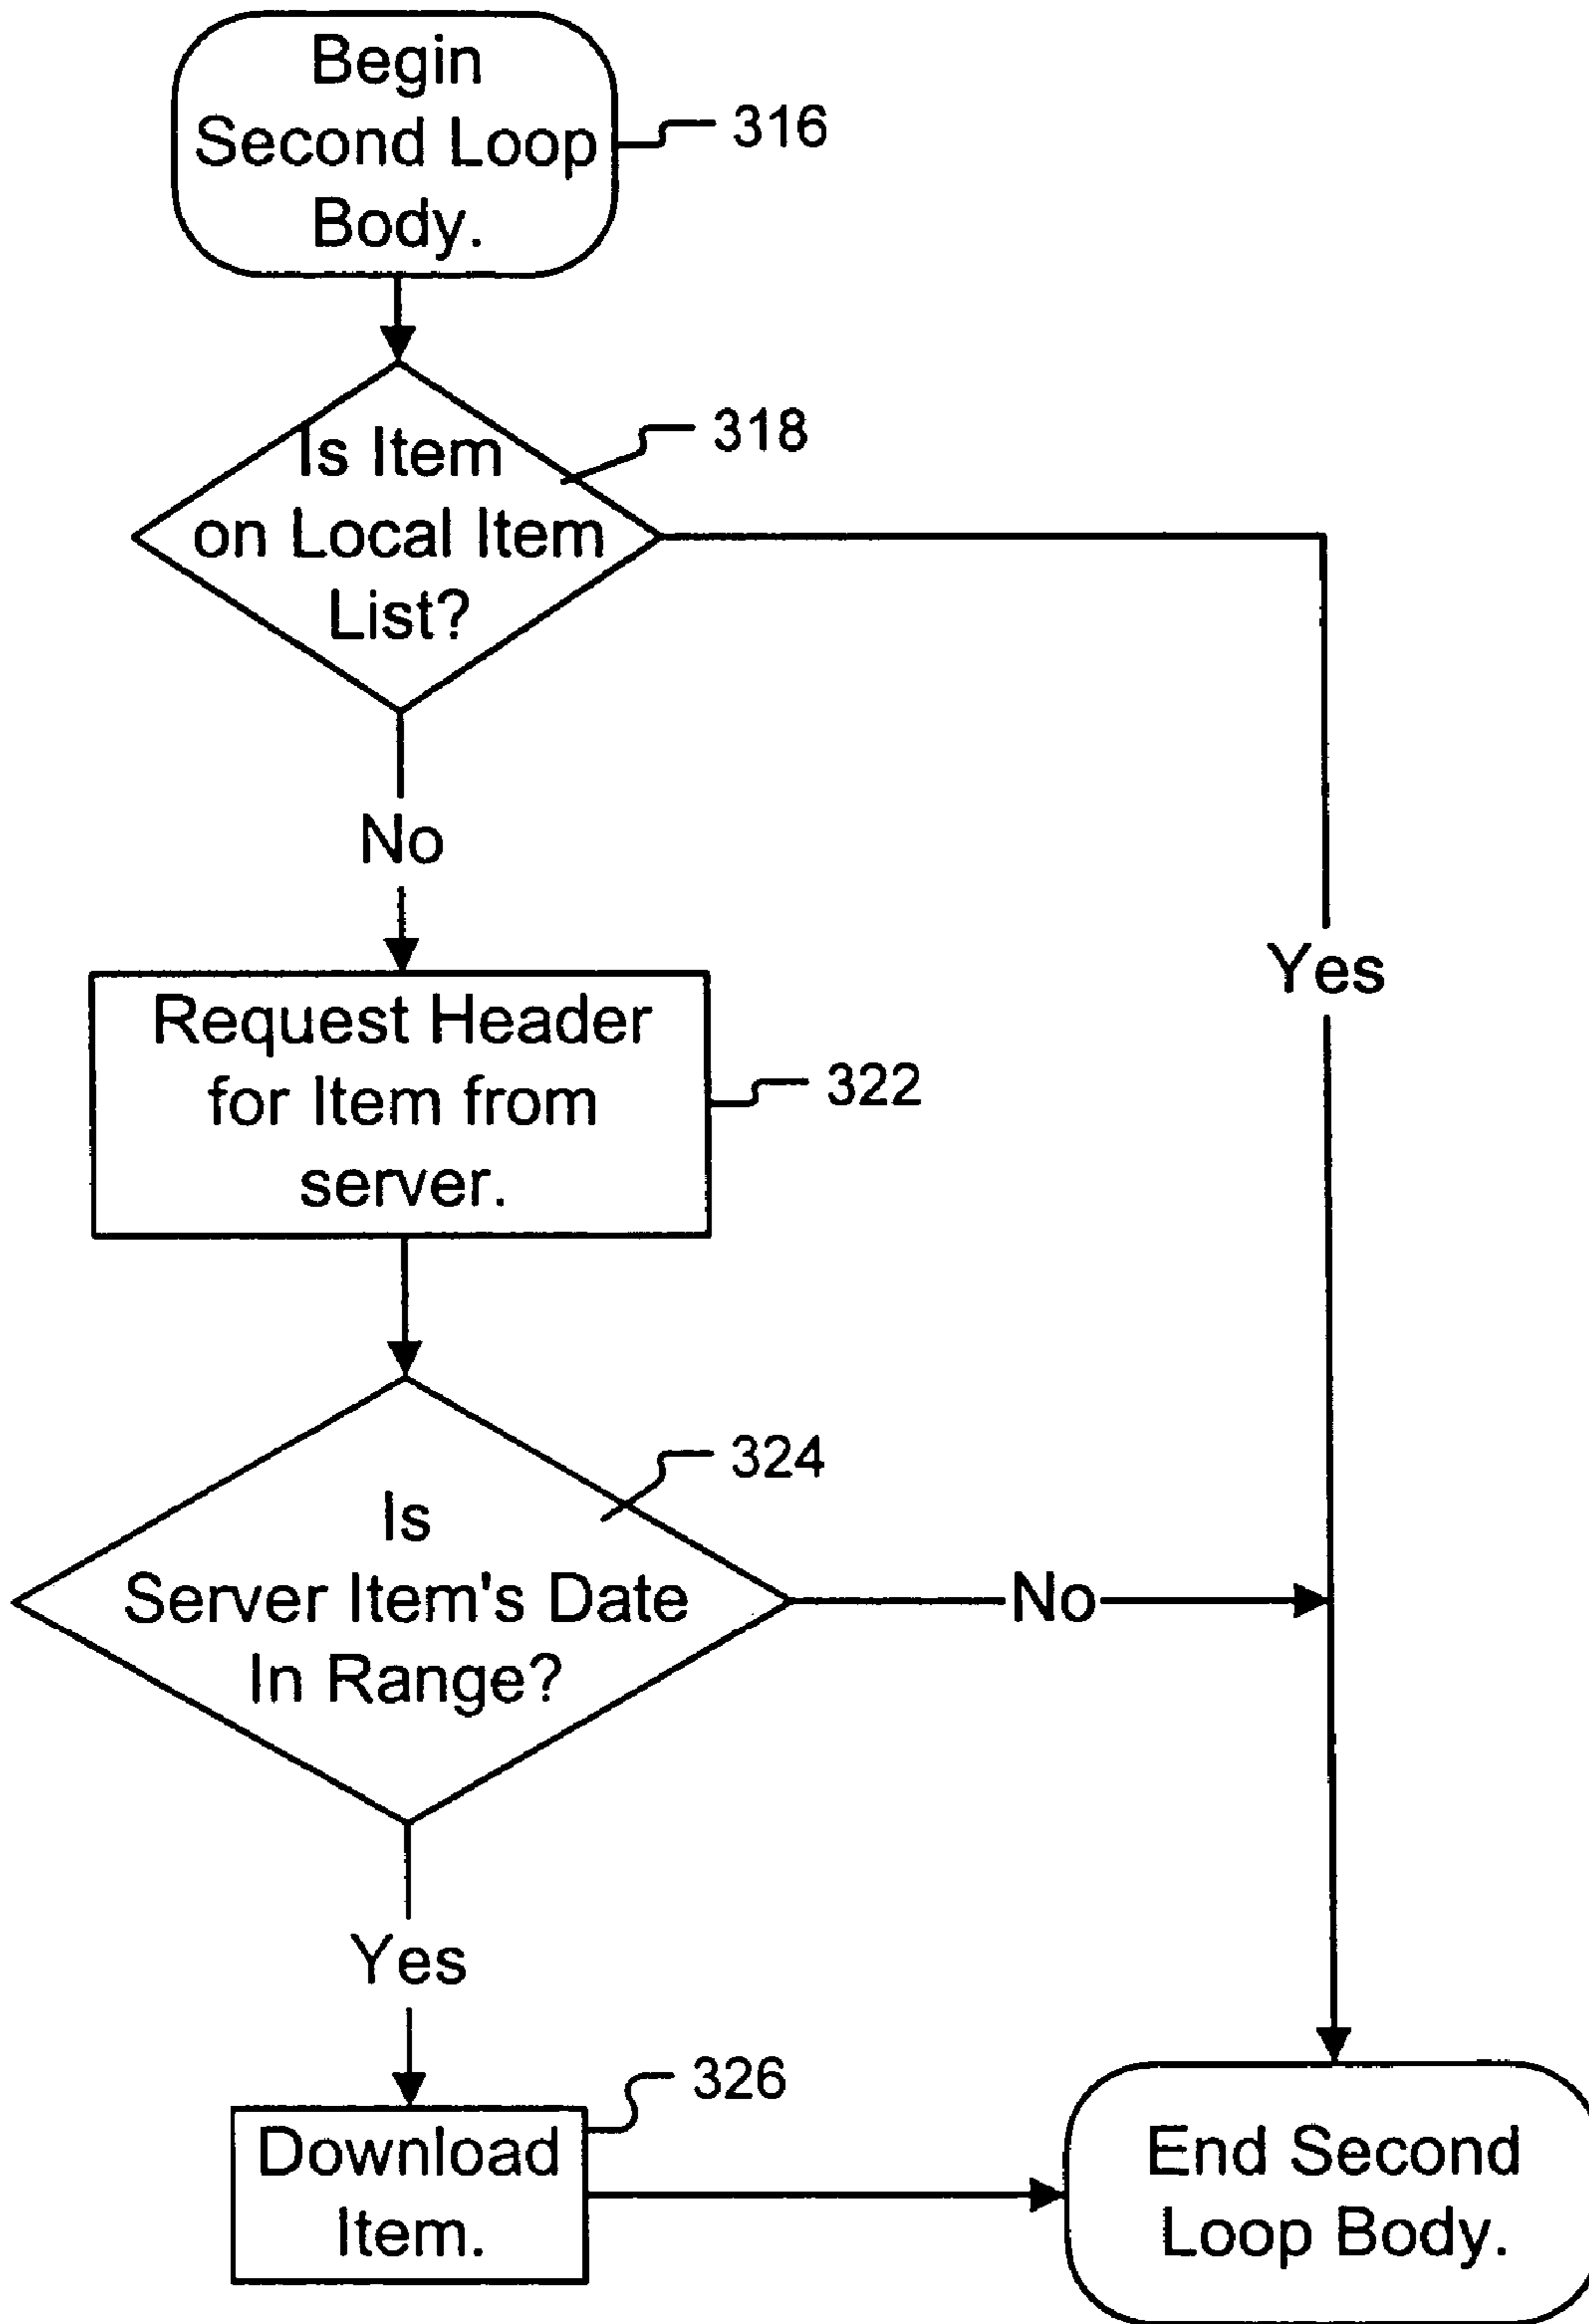 Begin
Second Loop
Body.
316
Is Item
on Local Item
List?
318
No
Yes
Request Header
for Item from
server.
322
324
Is
Server Item's Date
In Range?
No
Yes
326
Download
Item.
End Second
Loop Body.